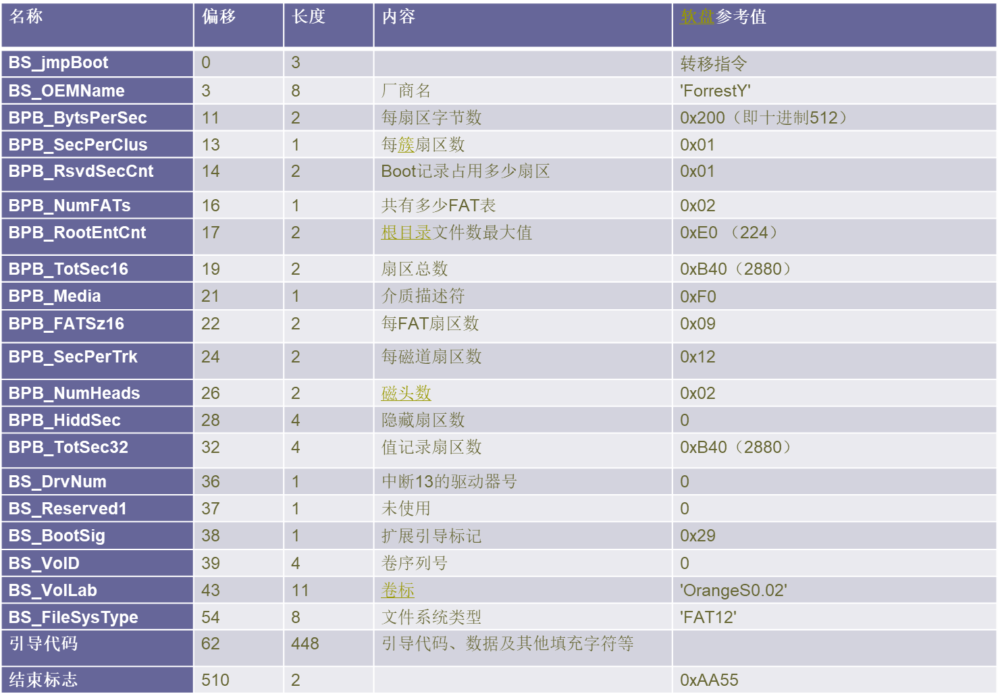 名称 偏移 长度 内容 软盘参考值
BS_jmpBoot 0 3 转移指令
BS_OEMName 3 8 厂商名 'ForrestY'
BPB_BytsPerSec 11 2 每扇区字节数 0x200（即十进制512）
BPB_SecPerClus 13 1 每簇扇区数 0x01
BPB_RsvdSecCnt 14 2 Boot记录占用多少扇区 0x01
BPB_NumFATs 16 1 共有多少FAT表 0x02
BPB_RootEntCnt 17 2 根目录文件数最大值 0xE0 （224）
BPB_TotSec16 19 2 扇区总数 0xB40（2880）
BPB_Media 21 1 介质描述符 0xF0
BPB_FATSz16 22 2 每FAT扇区数 0x09
BPB_SecPerTrk 24 2 每磁道扇区数 0x12
BPB_NumHeads 26 2 磁头数 0x02
BPB_HiddSec 28 4 隐藏扇区数 0
BPB_TotSec32 32 4 值记录扇区数 0xB40（2880）
BS_DrvNum 36 1 中断13的驱动器号 0
BS_Reserved1 37 1 未使用 0
BS_BootSig 38 1 扩展引导标记 0x29
BS_VolD 39 4 卷序列号 0
BS_VolLab 43 11 卷标 'OrangeS0.02'
BS_FileSysType 54 8 文件系统类型 'FAT12'
引导代码 62 448 引导代码、数据及其他填充字符等
结束标志 510 2 0xAA55